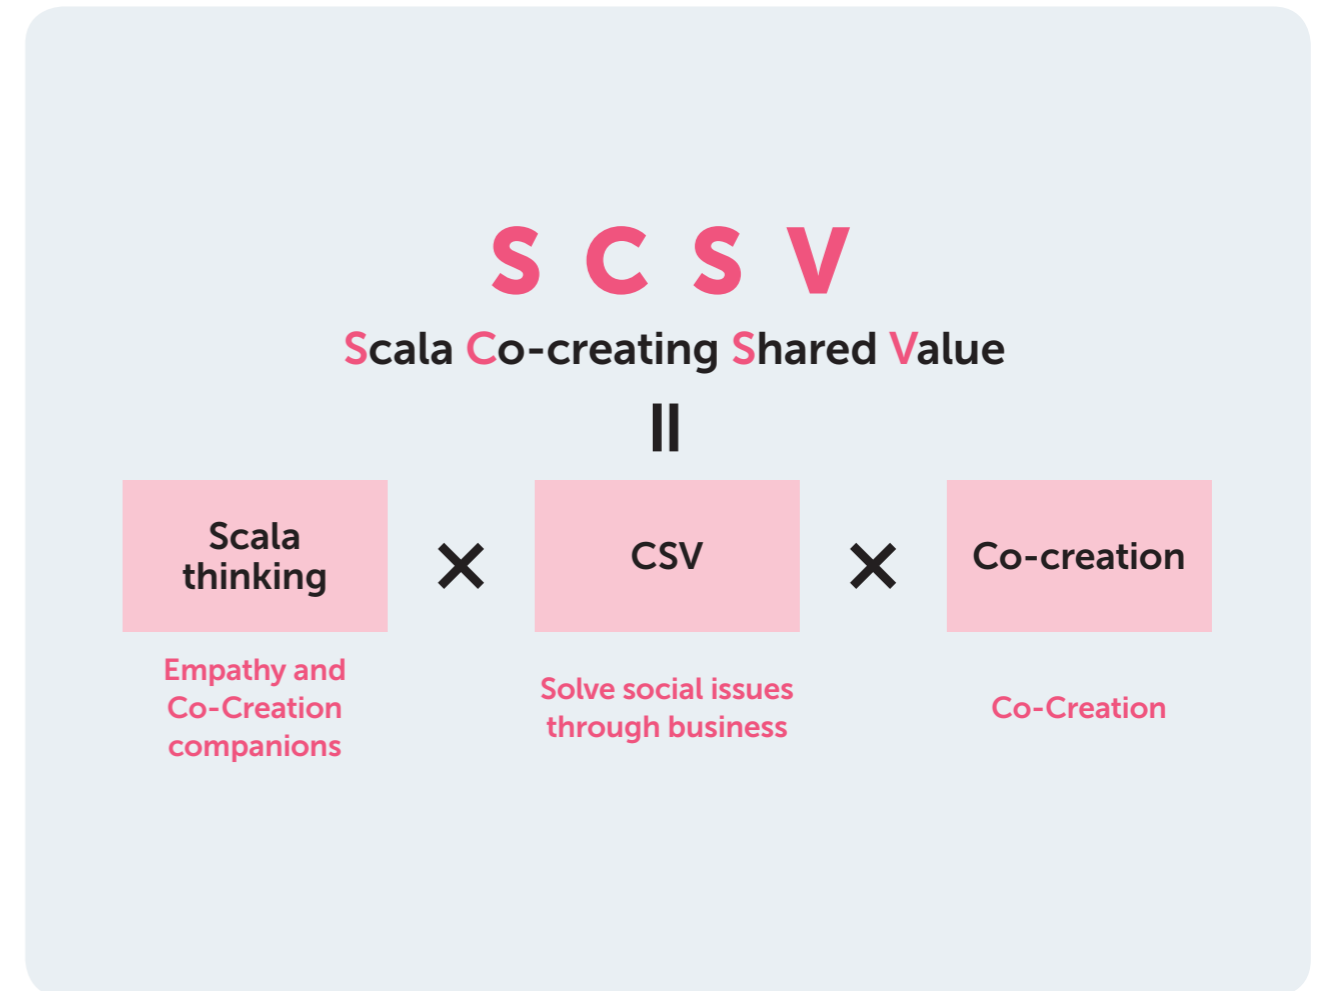 S C S V
Scala Co-creating Shared Value
=
Scala
thinking
×
CSV
×
Co-creation
Empathy and
Co-Creation
companions
Solve social issues
through business
Co-Creation